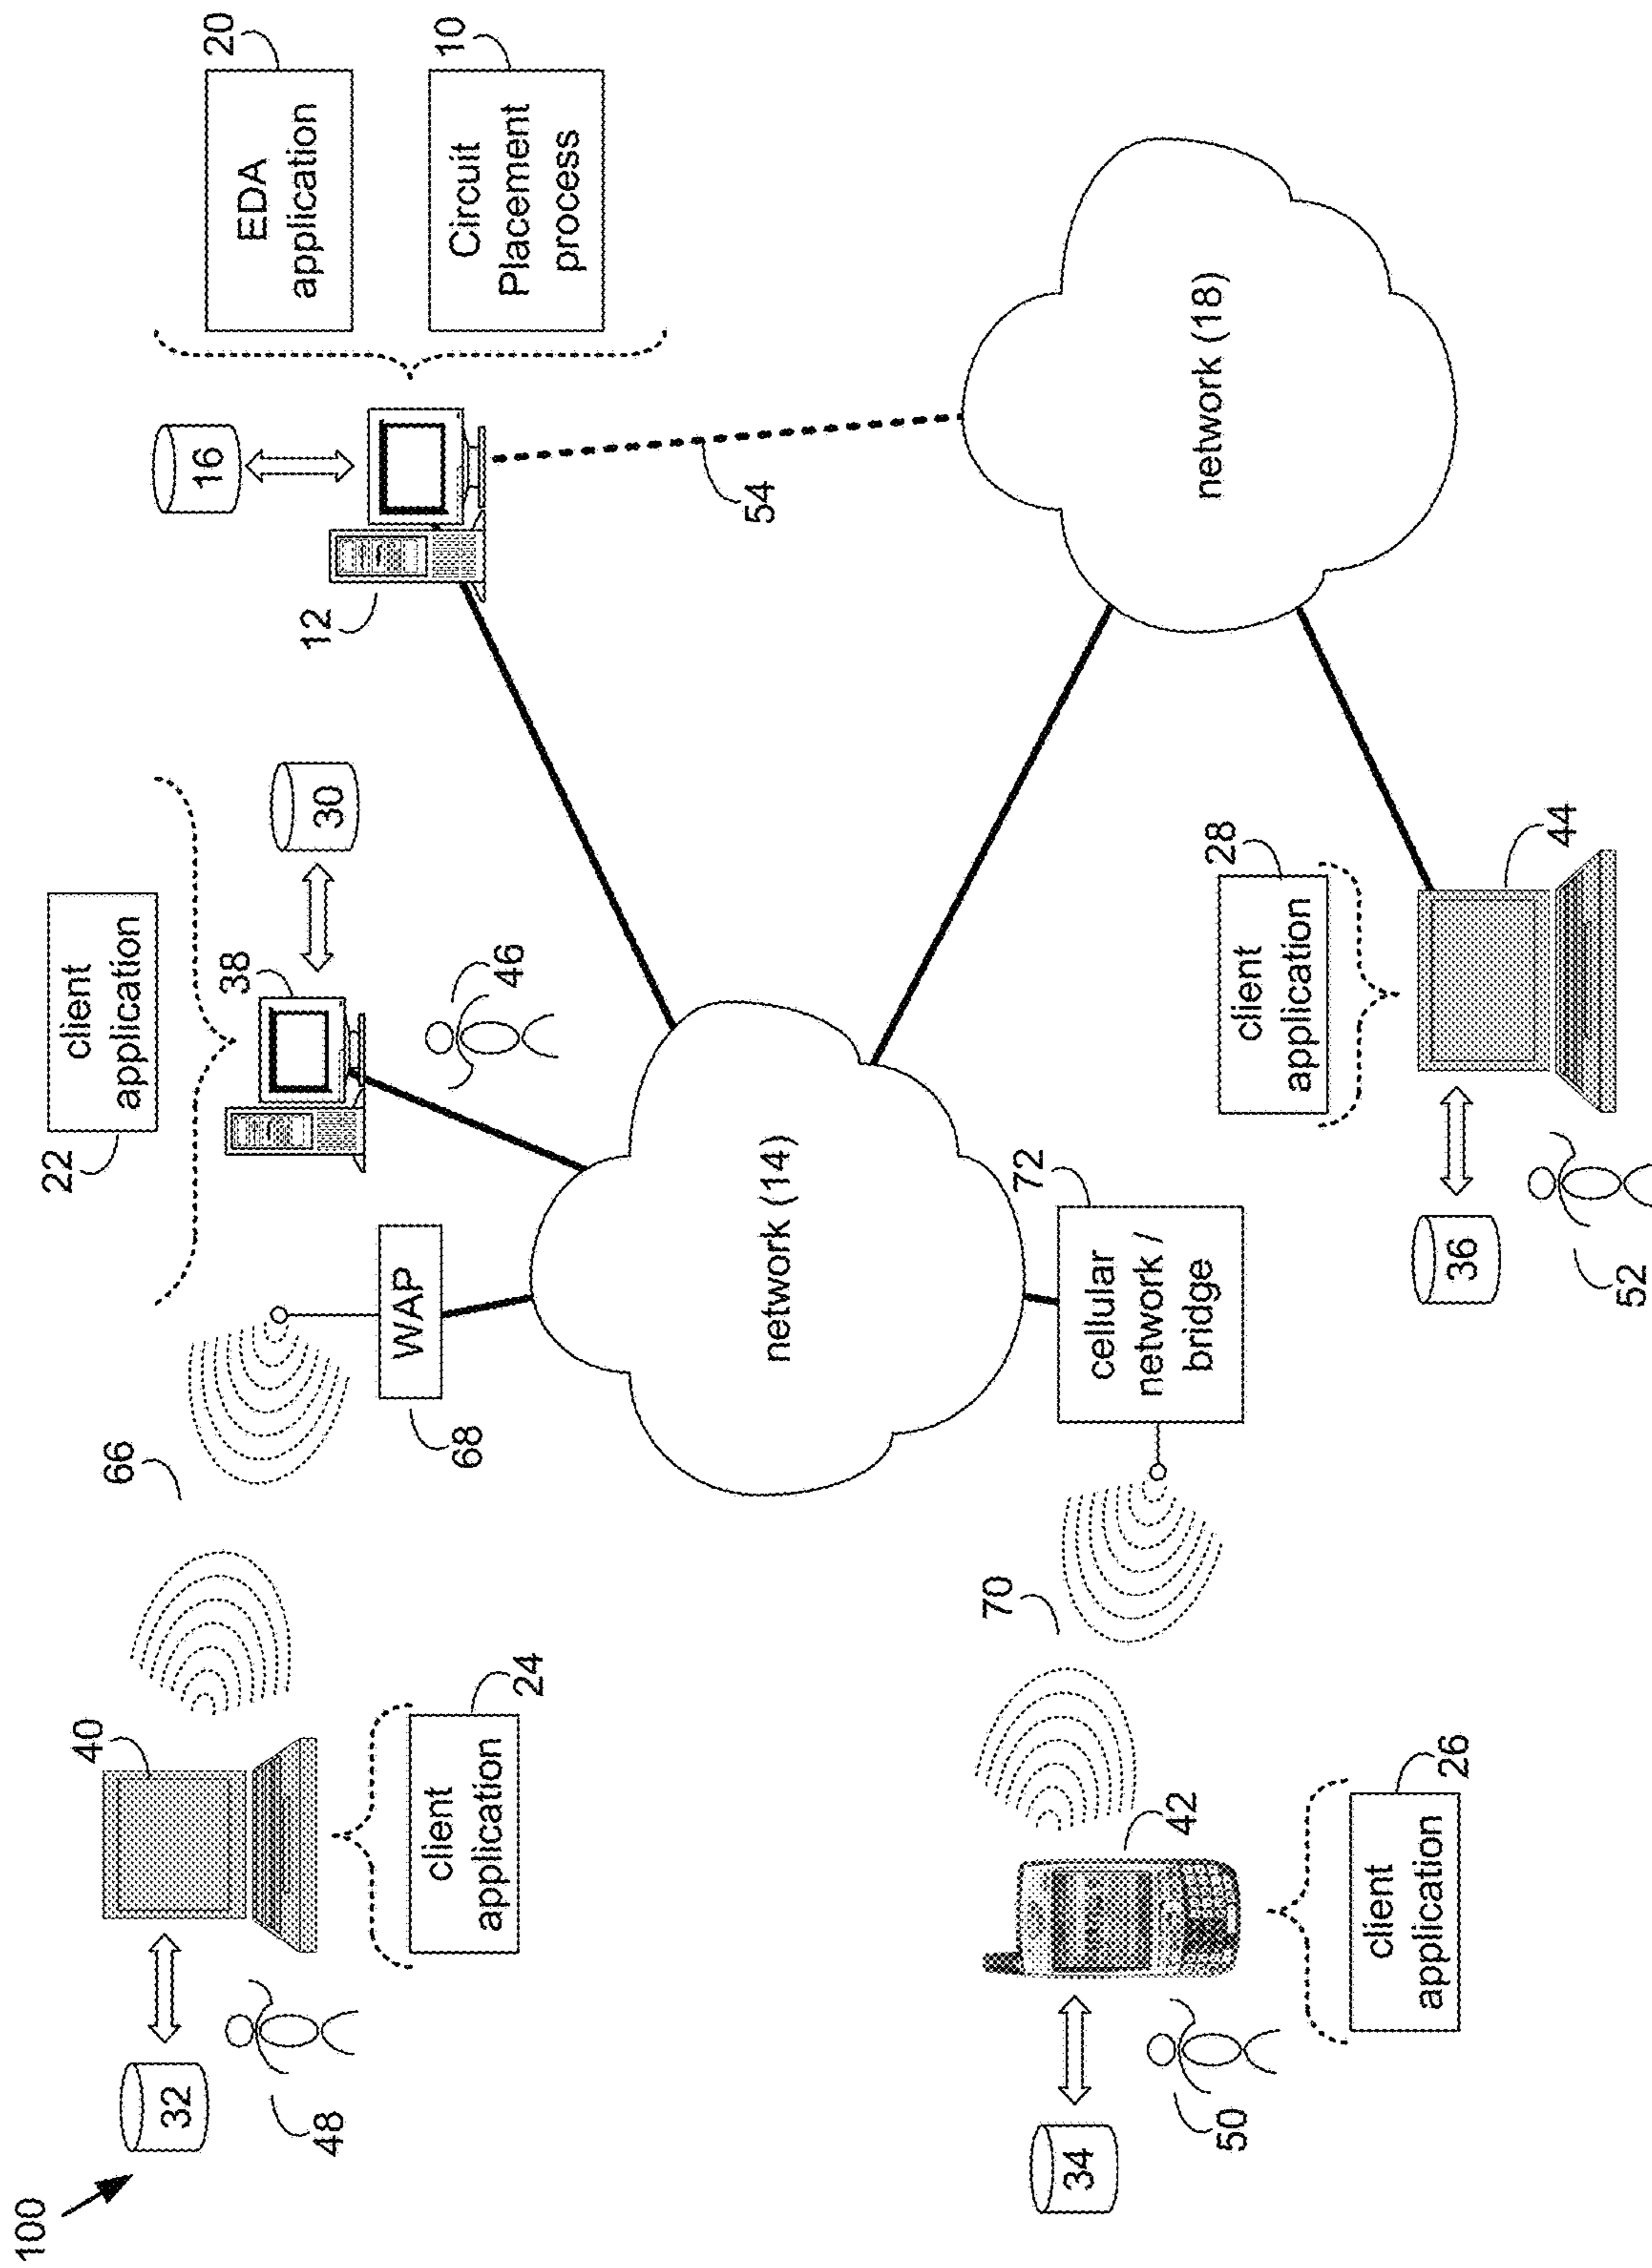 100
32
48
40
client
application
24
66
WAP
68
client
application
22
38
30
46
16
12
EDA
application
20
Circuit
Placement
process
10
54
network (14)
network (18)
34
50
42
client
application
26
70
cellular
network /
bridge
72
client
application
28
36
52
44